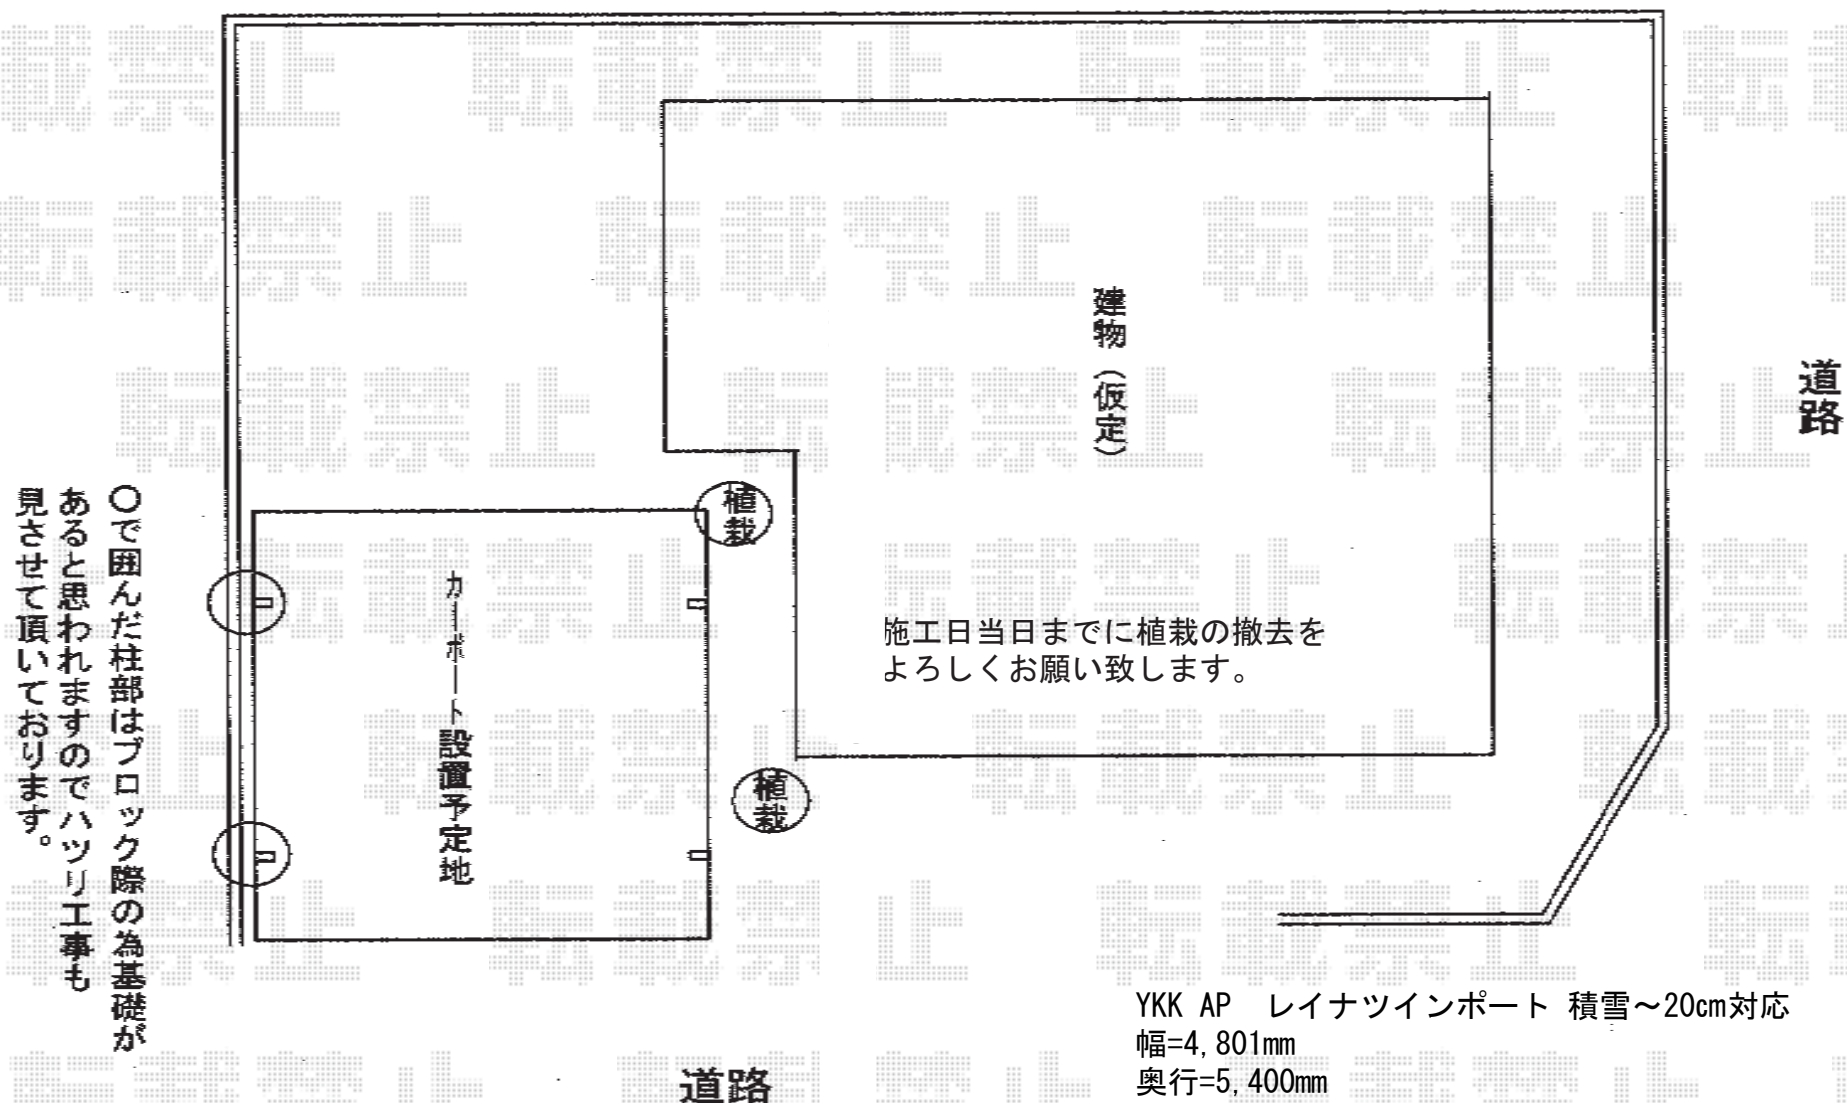 建物（仮定）
道路
植栽
カーポート設置予定地
施工日当日までに植栽の撤去を
よろしくお願い致します。
植栽
〇で囲んだ柱部はブロック際の為基礎が
あると思われますのでハツリ工事も
見させて頂いております。
道路
YKK AP　レイナツインポート 積雪～20cm対応
幅=4,801mm
奥行=5,400mm
転載禁止